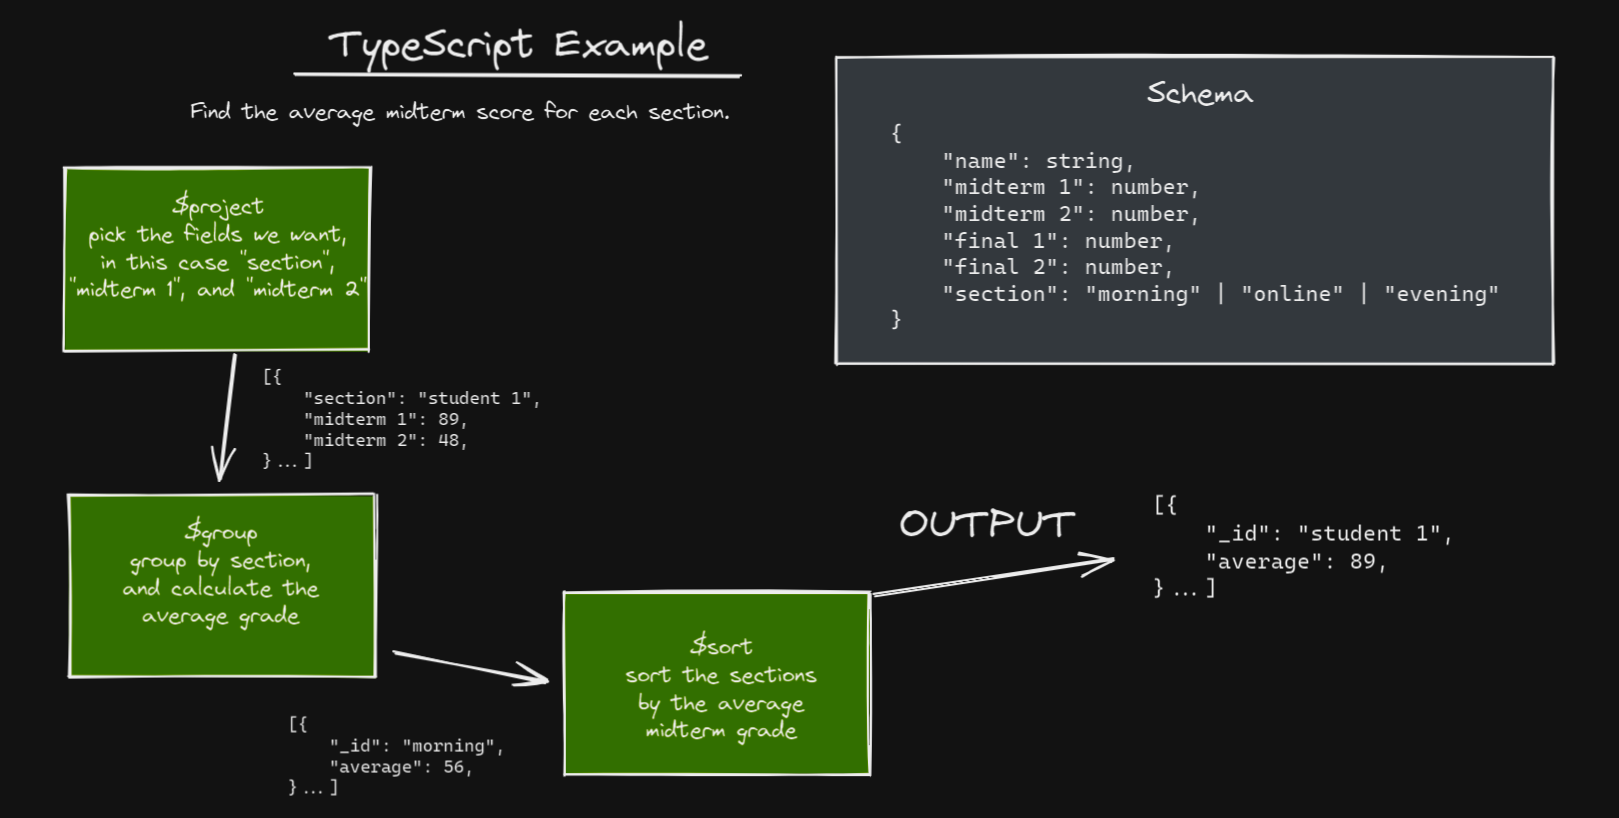 TypeScript Example
Find the average midterm score for each section.
$project
pick the fields we want,
in this case "section",
"midterm 1", and "midterm 2"
[{
"section": "student 1",
"midterm 1": 89,
"midterm 2": 48,
} ... ]
$group
group by section,
and calculate the
average grade
[{
"_id": "morning",
"average": 56,
} ... ]
$sort
sort the sections
by the average
midterm grade
OUTPUT
[{
"_id": "student 1",
"average": 89,
} ... ]
Schema
{
"name": string,
"midterm 1": number,
"midterm 2": number,
"final 1": number,
"final 2": number,
"section": "morning" | "online" | "evening"
}